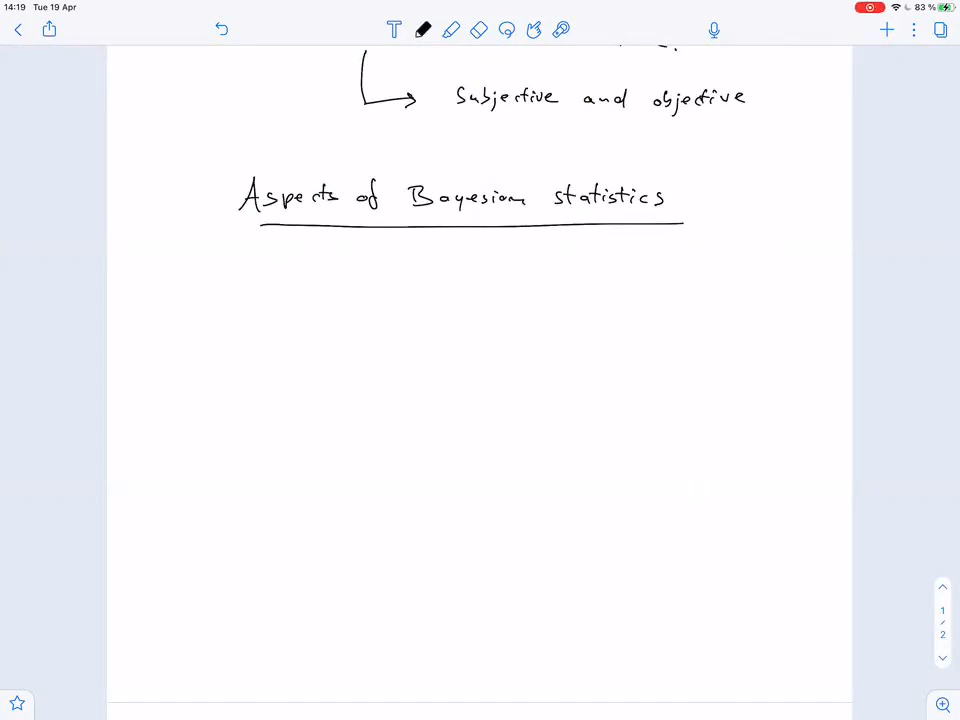 14:19 Tue 19 Apr
83 %
T
Subjective and objective
Aspects of Bayesian statistics
1
/
2